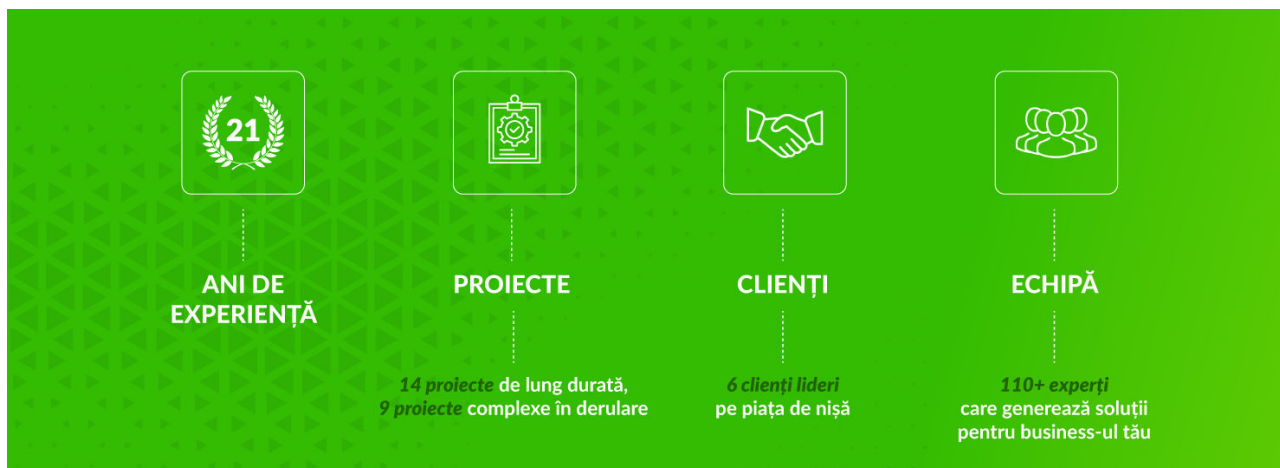 21
ANI DE
EXPERIENȚĂ
PROIECTE
14 proiecte de lung durată,
9 proiecte complexe în derulare
CLIENȚI
6 clienți lideri
pe piața de nișă
ECHIPĂ
110+ experți
care generează soluții
pentru business-ul tău